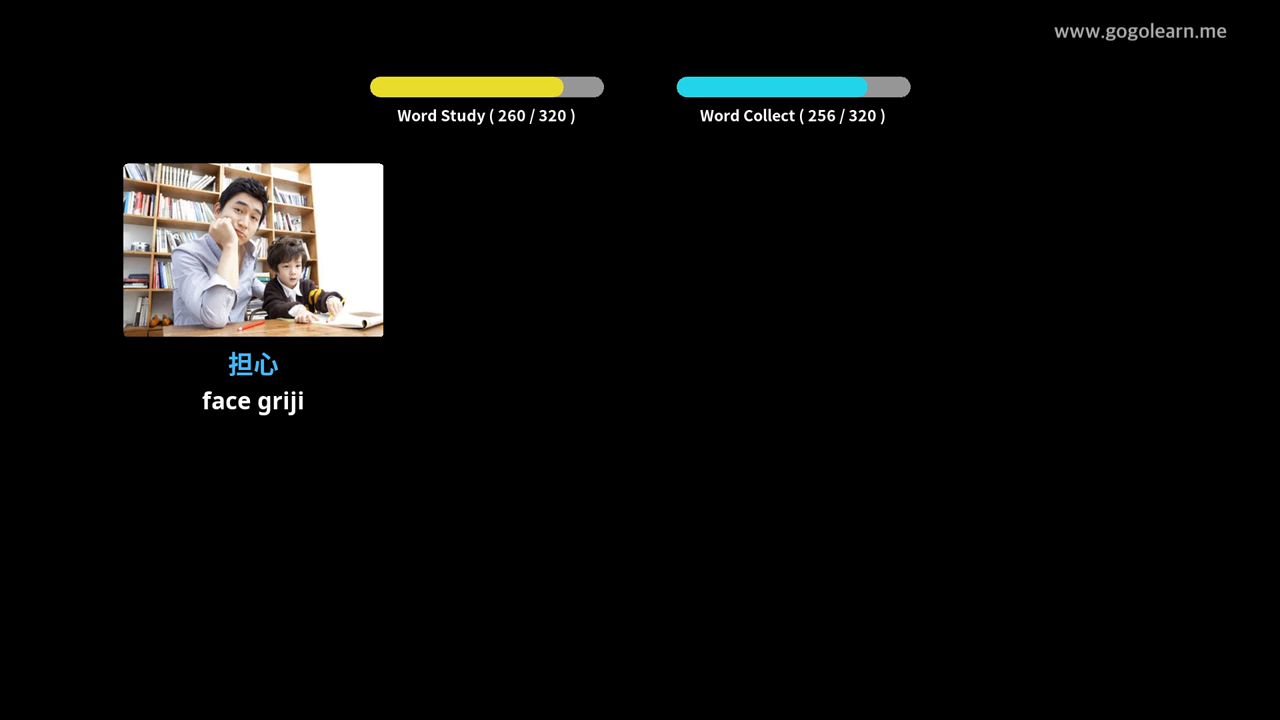 www.gogolearn.me
Word Study ( 260 / 320 )
Word Collect ( 256 / 320 )
担心
face griji